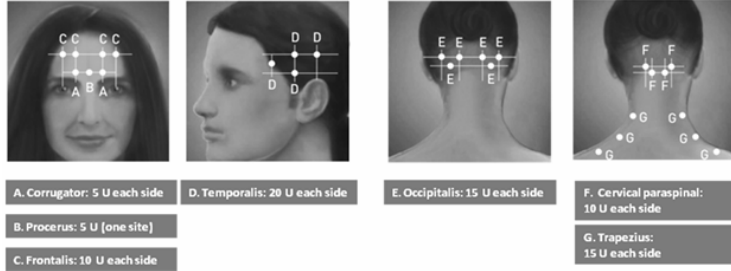 C C C C
A B A
D D
D D
E E E E
E E
F F
F F
G G
G G
G G
A. Corrugator: 5 U each side
B. Procerus: 5 U (one site)
C. Frontalis: 10 U each side
D. Temporalis: 20 U each side
E. Occipitalis: 15 U each side
F. Cervical paraspinal:
10 U each side
G. Trapezius:
15 U each side